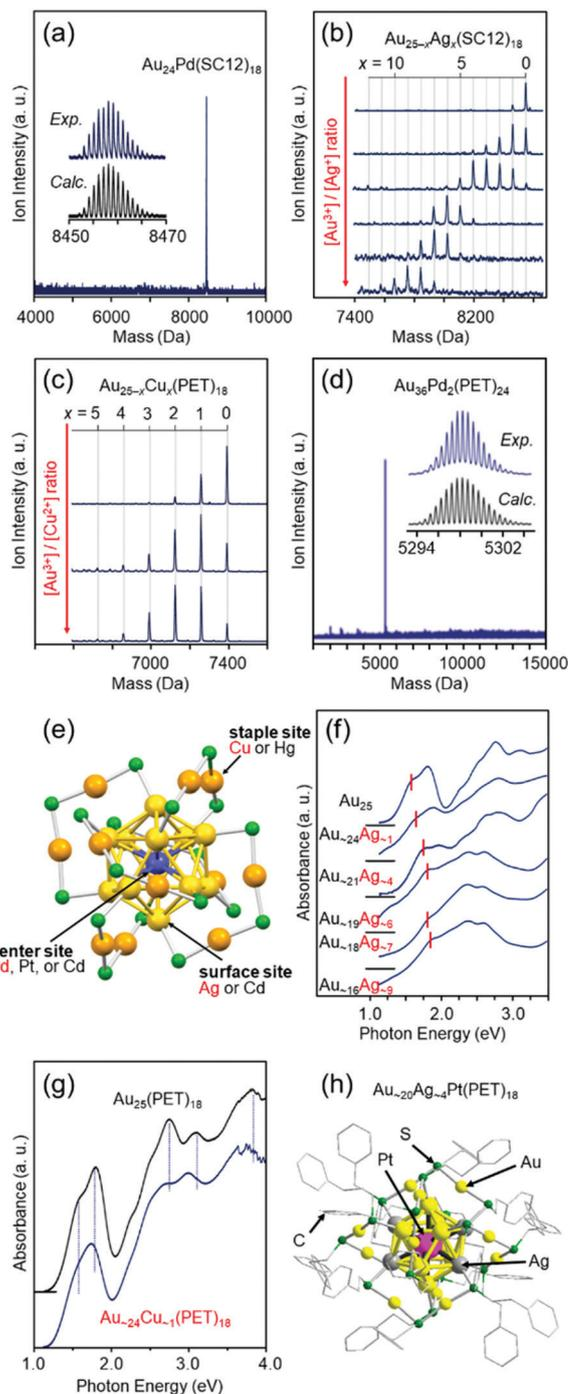 (a)
Au24Pd(SC12)18
Exp.
Calc.
8450 8470
Ion Intensity (a. u.)
4000 6000 8000 10000
Mass (Da)
(b)
Au25–xAgx(SC12)18
x = 10 5 0
[Au3+] / [Ag+] ratio
Ion Intensity (a. u.)
7400 8200
Mass (Da)
(c)
Au25–xCux(PET)18
x = 5 4 3 2 1 0
[Au3+] / [Cu2+] ratio
Ion Intensity (a. u.)
7000 7400
Mass (Da)
(d)
Au36Pd2(PET)24
Exp.
Calc.
5294 5302
Ion Intensity (a. u.)
5000 10000 15000
Mass (Da)
(e)
staple site
Cu or Hg
enter site
d, Pt, or Cd
surface site
Ag or Cd
(f)
Absorbance (a. u.)
Au25
Au~24Ag~1
Au~21Ag~4
Au~19Ag~6
Au~18Ag~7
Au~16Ag~9
1.0 2.0 3.0
Photon Energy (eV)
(g)
Au25(PET)18
Absorbance (a. u.)
Au~24Cu~1(PET)18
1.0 2.0 3.0 4.0
Photon Energy (eV)
(h)
Au~20Ag~4Pt(PET)18
S
Pt
Au
C
Ag